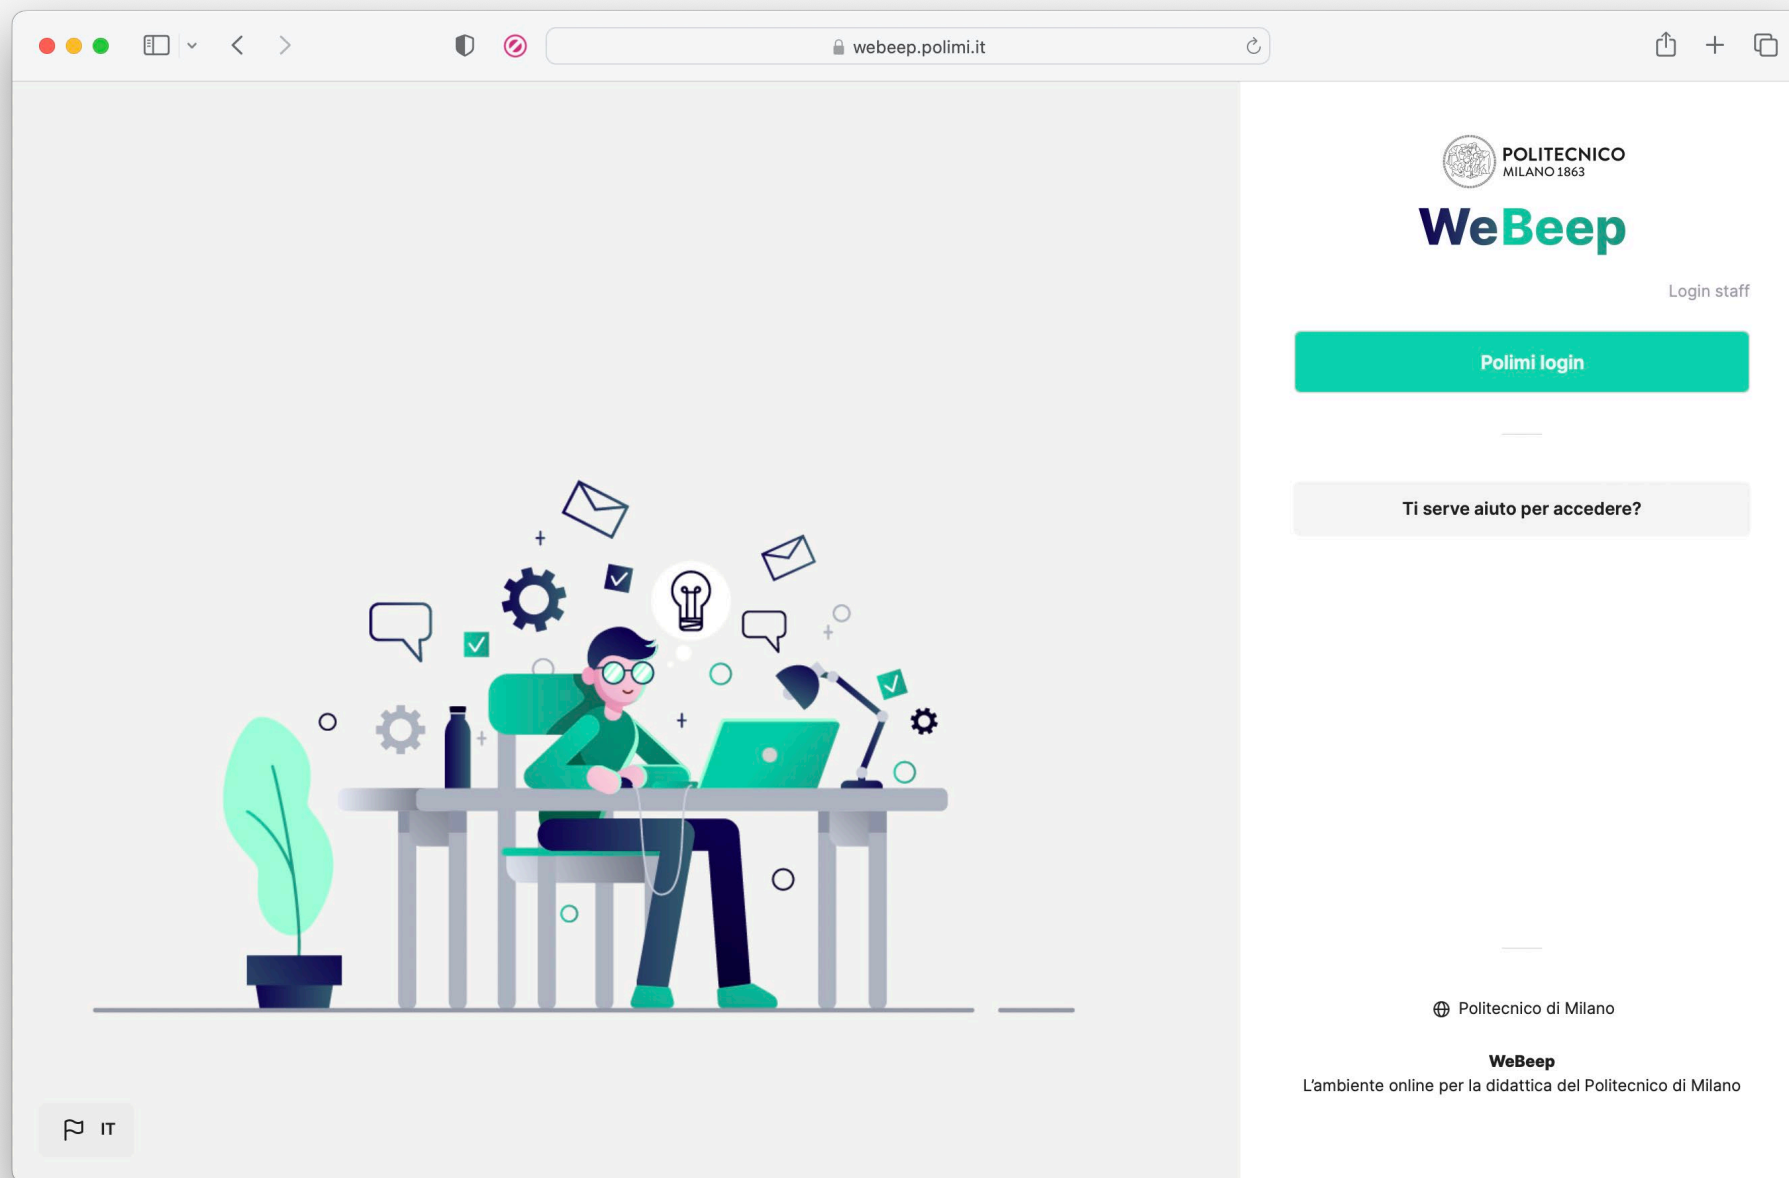 webeep.polimi.it
POLITECNICO
MILANO 1863
WeBeep
Login staff
Polimi login
Ti serve aiuto per accedere?
Politecnico di Milano
WeBeep
L'ambiente online per la didattica del Politecnico di Milano
IT